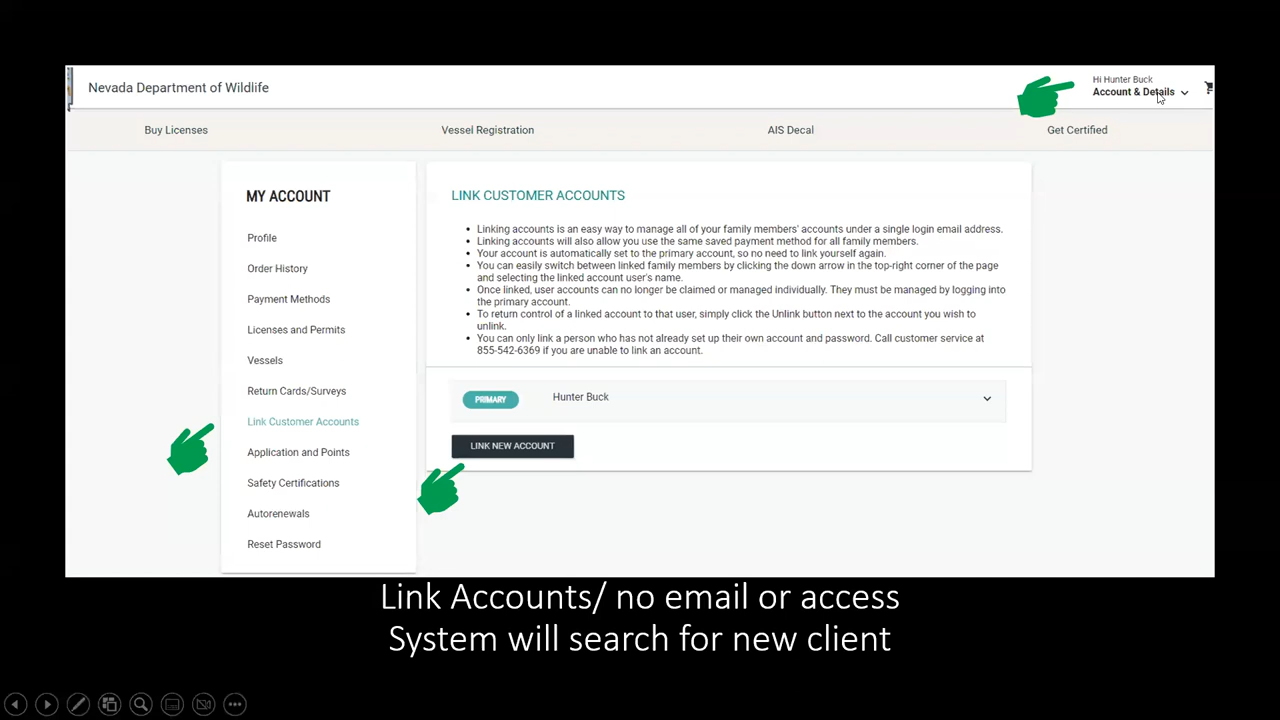 Nevada Department of Wildlife
Hi Hunter Buck
Account & Details
Buy Licenses
Vessel Registration
AIS Decal
Get Certified
MY ACCOUNT
Profile
Order History
Payment Methods
Licenses and Permits
Vessels
Return Cards/Surveys
Link Customer Accounts
Application and Points
Safety Certifications
Autorenewals
Reset Password
LINK CUSTOMER ACCOUNTS
• Linking accounts is an easy way to manage all of your family members' accounts under a single login email address.
• Linking accounts will also allow you use the same saved payment method for all family members.
• Your account is automatically set to the primary account, so no need to link yourself again.
• You can easily switch between linked family members by clicking the down arrow in the top-right corner of the page
and selecting the linked account user's name.
• Once linked, user accounts can no longer be claimed or managed individually. They must be managed by logging into
the primary account.
• To return control of a linked account to that user, simply click the Unlink button next to the account you wish to
unlink.
• You can only link a person who has not already set up their own account and password. Call customer service at
855-542-6369 if you are unable to link an account.
PRIMARY
Hunter Buck
LINK NEW ACCOUNT
Link Accounts/ no email or access
System will search for new client